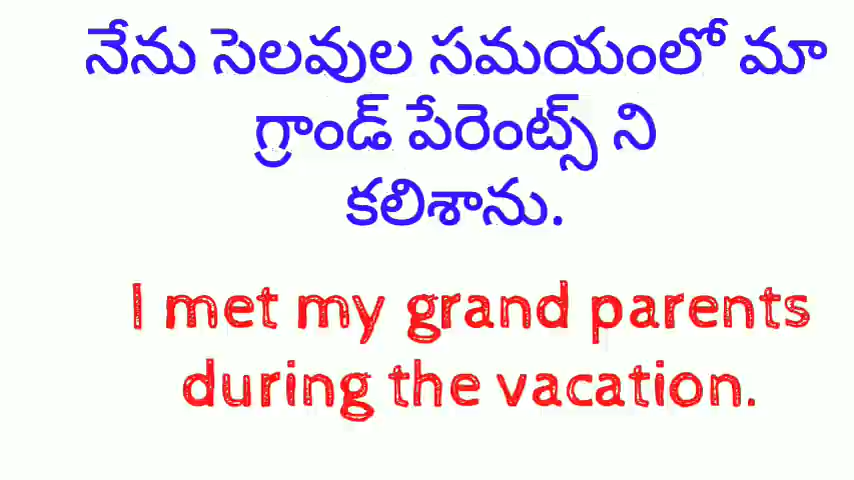 నేను సెలవుల సమయంలో మా
గ్రాండ్ పేరెంట్స్ ని
కలిశాను.
I met my grand parents
during the vacation.